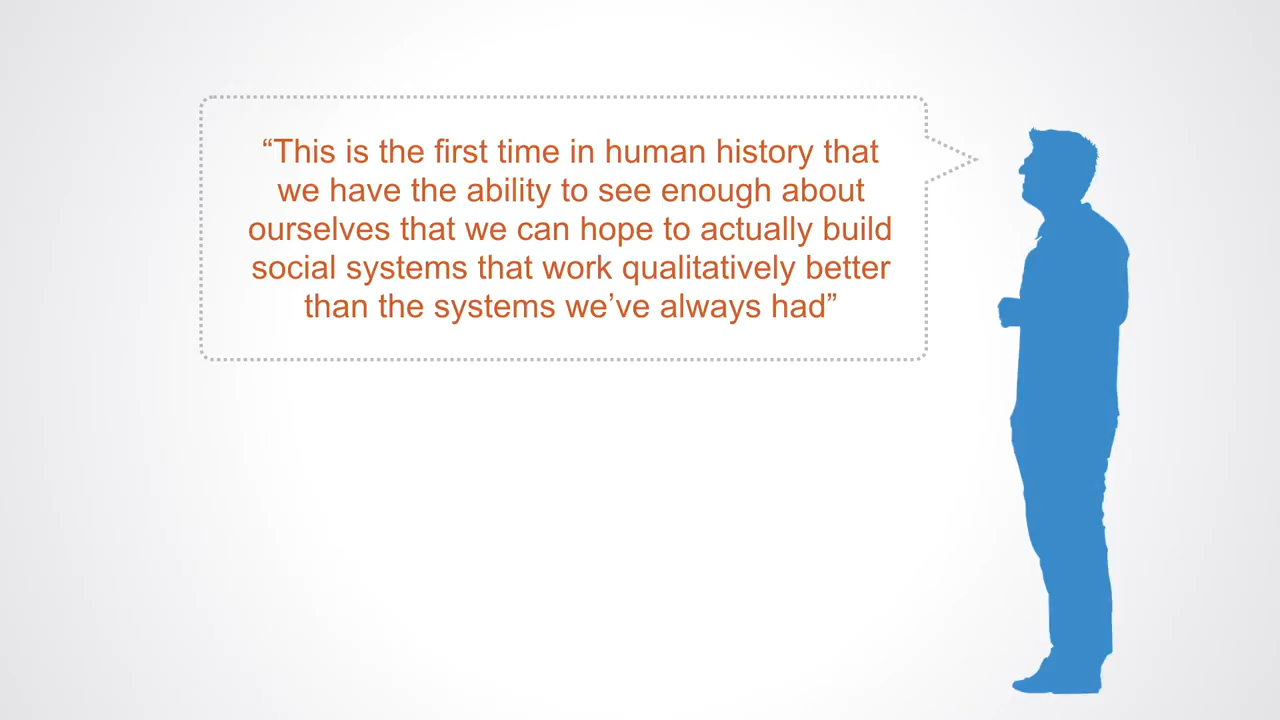 “This is the first time in human history that
we have the ability to see enough about
ourselves that we can hope to actually build
social systems that work qualitatively better
than the systems we’ve always had”